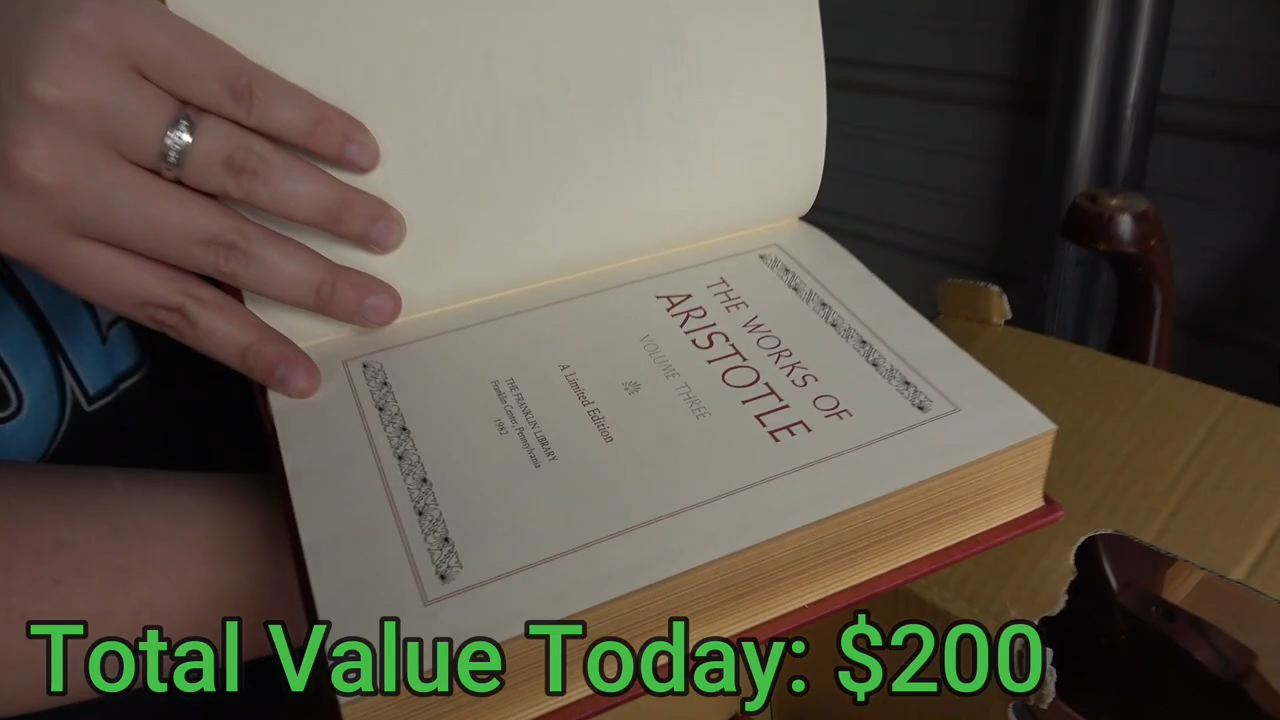 THE WORKS OF
ARISTOTLE
VOLUME THREE
A Limited Edition
THE FRANKLIN LIBRARY
Franklin Center, Pennsylvania
1982
Total Value Today: $200